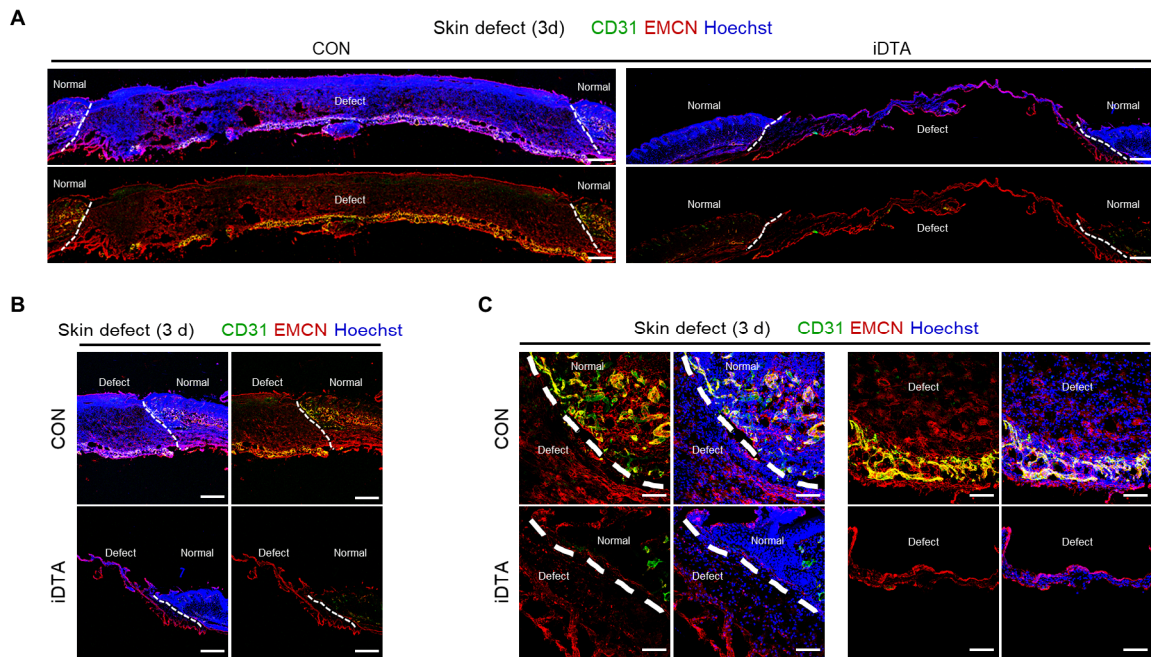 A
Skin defect (3d) CD31 EMCN Hoechst
CON iDTA
Normal Defect Normal
Normal Defect Normal
Normal Defect Normal
Normal Defect Normal
B
Skin defect (3 d) CD31 EMCN Hoechst
CON
Defect Normal Defect Normal
iDTA
Defect Normal Defect Normal
C
Skin defect (3 d) CD31 EMCN Hoechst
CON
Normal Defect Normal Defect Defect Defect
iDTA
Normal Defect Normal Defect Defect Defect